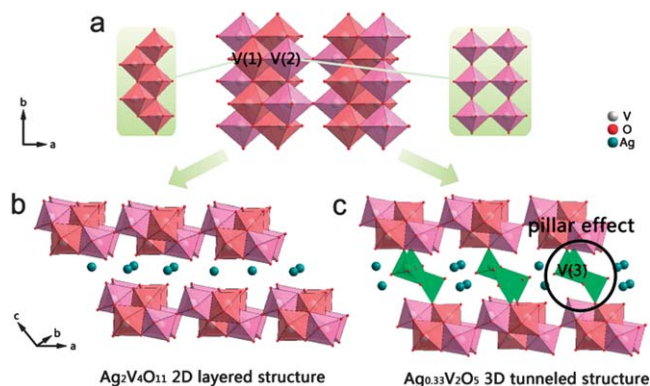 a
V(1) V(2)
b
a
V
O
Ag
b
c
pillar effect
V(3)
c
b
a
Ag2V4O11 2D layered structure
Ag0.33V2O5 3D tunneled structure